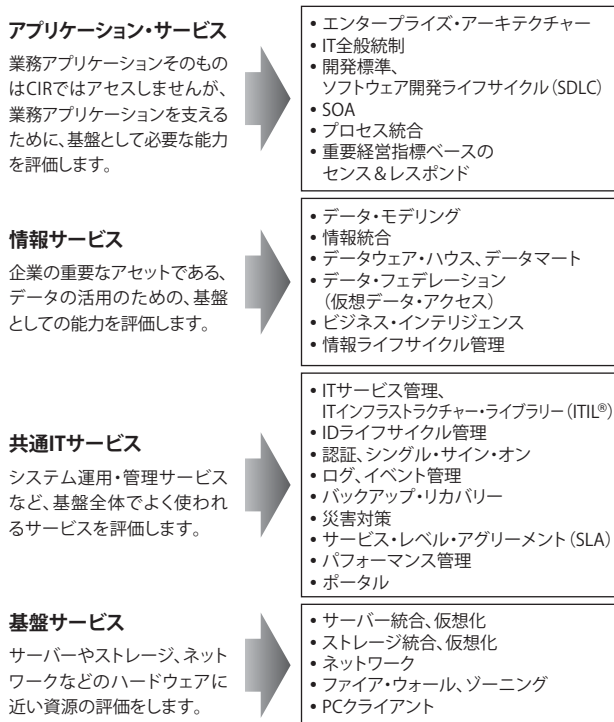 アプリケーション・サービス
業務アプリケーションそのもの
はCIRではアセスしませんが、
業務アプリケーションを支える
ために、基盤として必要な能力
を評価します。
• エンタープライズ・アーキテクチャー
• IT全般統制
• 開発標準、
ソフトウェア開発ライフサイクル(SDLC)
• SOA
• プロセス統合
• 重要経営指標ベースの
センス&レスポンド
情報サービス
企業の重要なアセットである、
データの活用のための、基盤
としての能力を評価します。
• データ・モデリング
• 情報統合
• データウェア・ハウス、データマート
• データ・フェデレーション
(仮想データ・アクセス)
• ビジネス・インテリジェンス
• 情報ライフサイクル管理
共通ITサービス
システム運用・管理サービス
など、基盤全体でよく使われ
るサービスを評価します。
• ITサービス管理、
ITインフラストラクチャー・ライブラリー(ITIL®)
• IDライフサイクル管理
• 認証、シングル・サイン・オン
• ログ、イベント管理
• バックアップ・リカバリー
• 災害対策
• サービス・レベル・アグリーメント(SLA)
• パフォーマンス管理
• ポータル
基盤サービス
サーバーやストレージ、ネット
ワークなどのハードウェアに
近い資源の評価をします。
• サーバー統合、仮想化
• ストレージ統合、仮想化
• ネットワーク
• ファイア・ウォール、ゾーニング
• PCクライアント